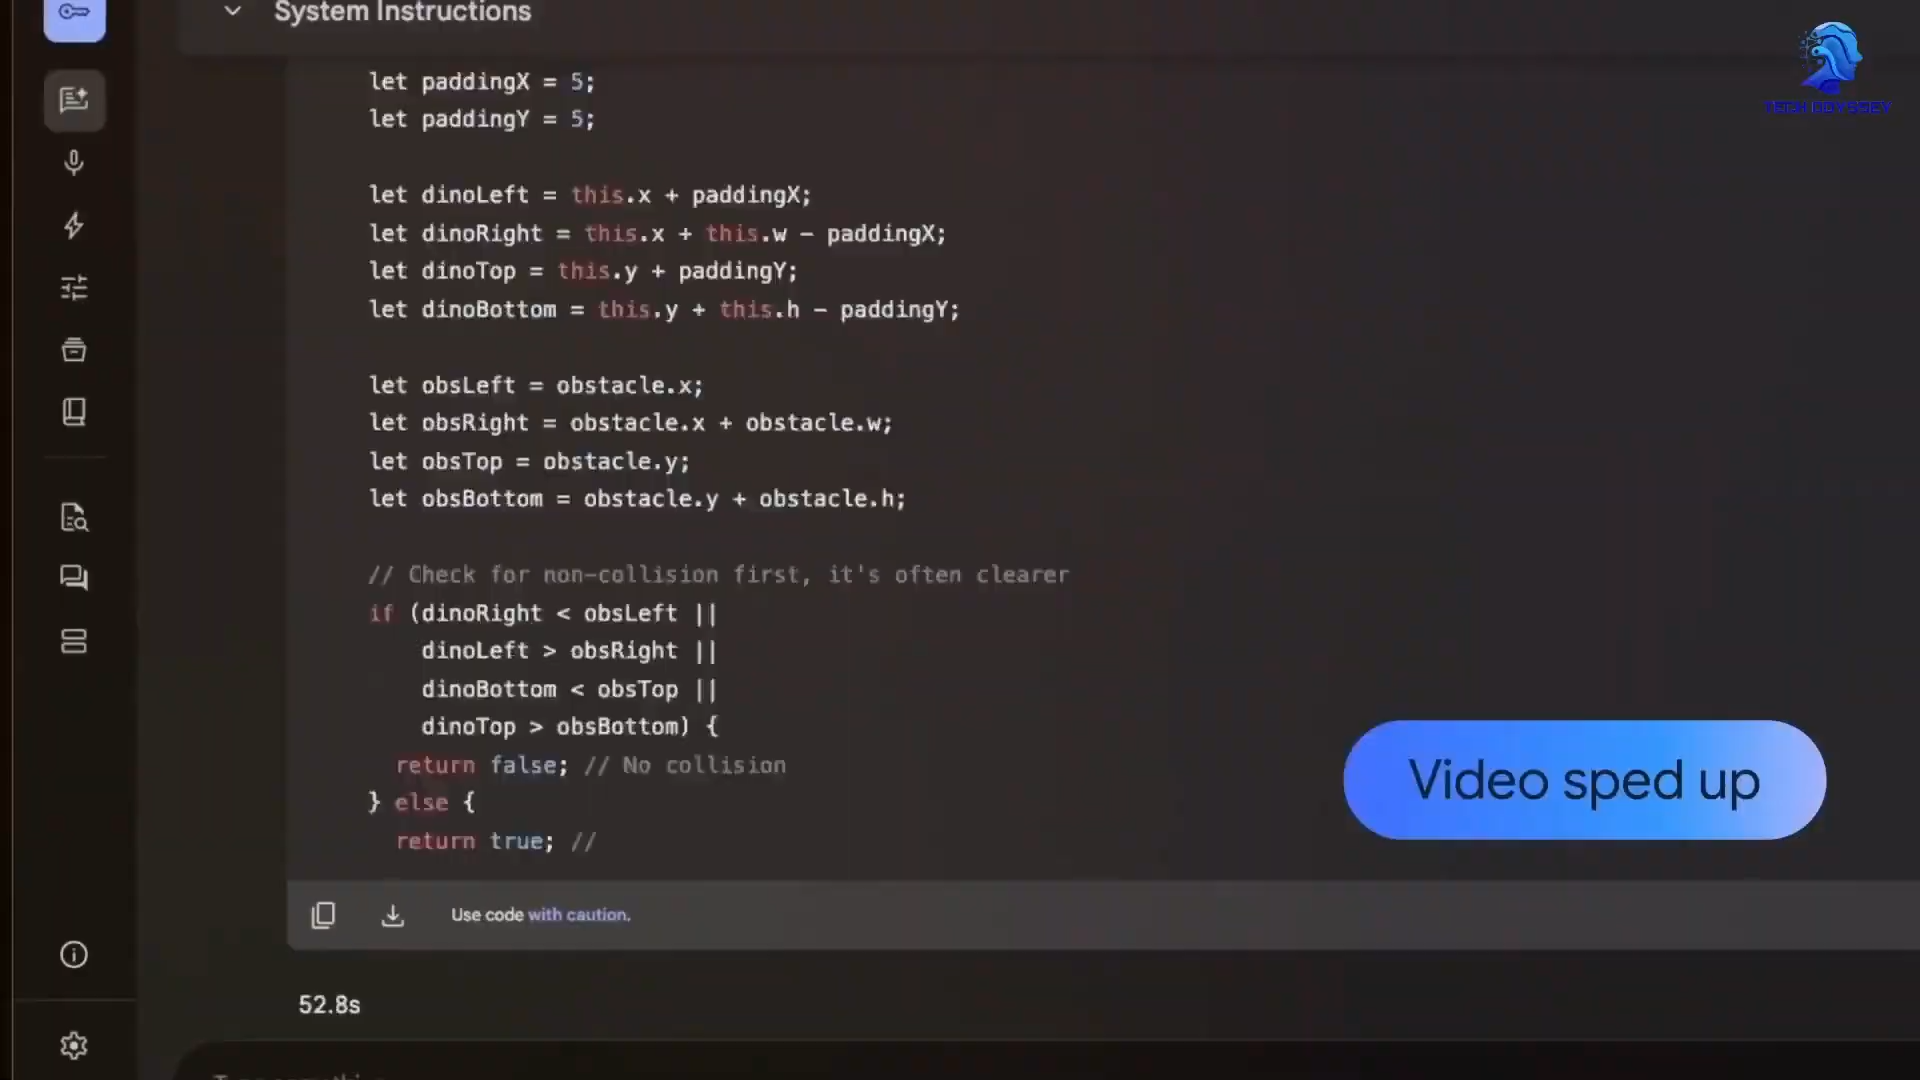 System Instructions
TECH ODYSSEY
let paddingX = 5;
let paddingY = 5;
let dinoLeft = this.x + paddingX;
let dinoRight = this.x + this.w - paddingX;
let dinoTop = this.y + paddingY;
let dinoBottom = this.y + this.h - paddingY;
let obsLeft = obstacle.x;
let obsRight = obstacle.x + obstacle.w;
let obsTop = obstacle.y;
let obsBottom = obstacle.y + obstacle.h;
// Check for non-collision first, it's often clearer
if (dinoRight < obsLeft ||
dinoLeft > obsRight ||
dinoBottom < obsTop ||
dinoTop > obsBottom) {
return false; // No collision
} else {
return true; //
Video sped up
Use code with caution.
52.8s